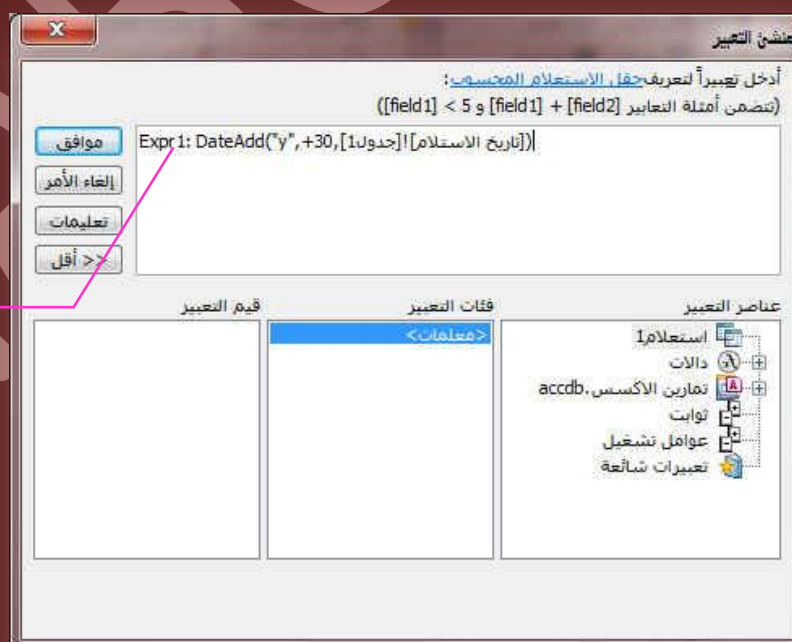 منشئ التعبير
أدخل تعبيراً لتعريف حقل الاستعلام المحسوب:
(تتضمن أمثلة التعابير [field1] + [field2] و [field1] < 5)
Expr1: DateAdd("y",+30,[جدول1]![تاريخ الاستلام])
موافق
إلغاء الأمر
تعليمات
<< أقل
عناصر التعبير
فئات التعبير
قيم التعبير
استعلام1
دالات
تمارين الاكسس.accdb
ثوابت
عوامل تشغيل
تعبيرات شائعة
<معلمات>